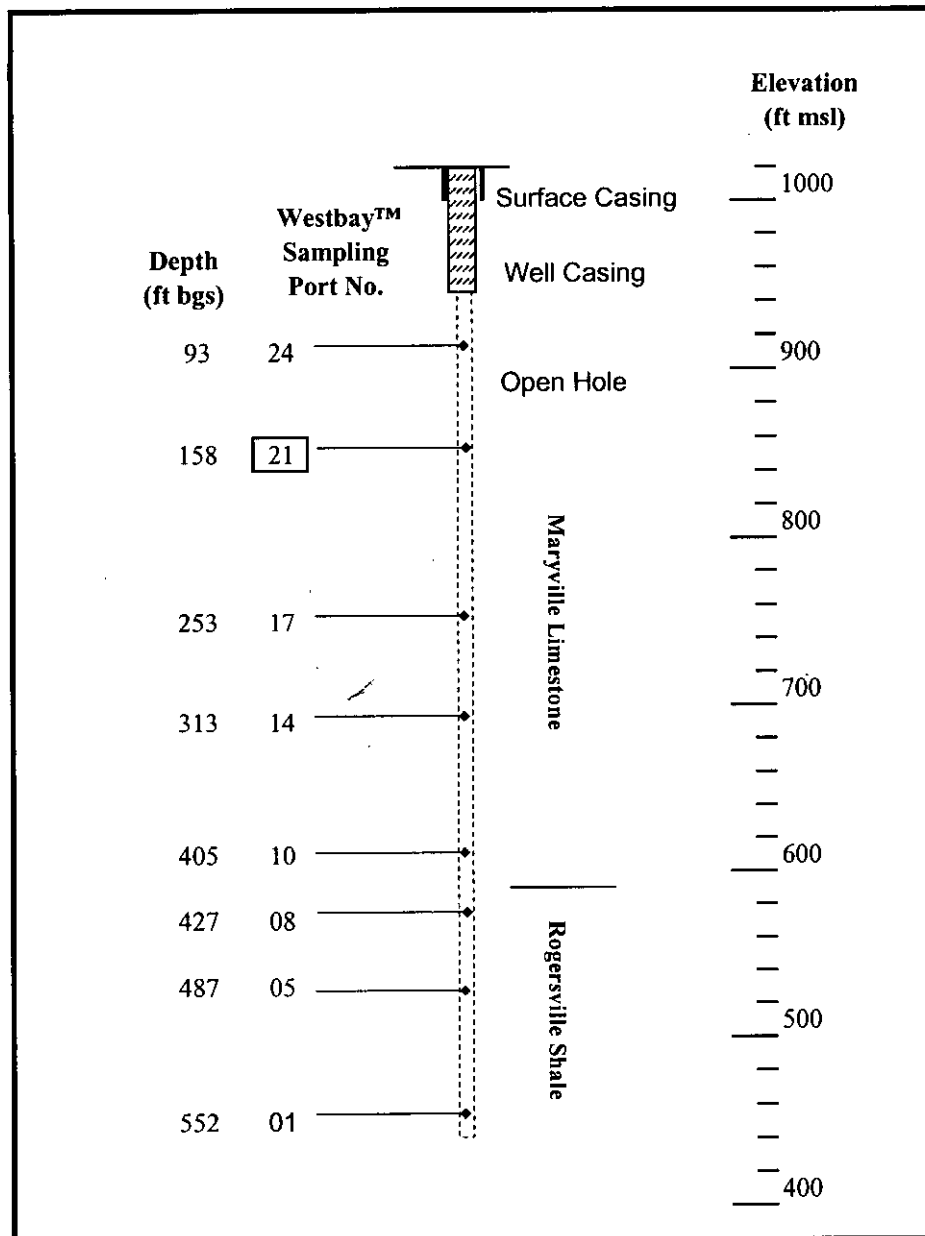 Elevation
(ft msl)
1000
Surface Casing
Westbay™
Sampling
Port No.
Depth
(ft bgs)
Well Casing
93 24
900
Open Hole
158 21
800
Maryville Limestone
253 17
700
313 14
405 10
600
427 08
Rogersville Shale
487 05
500
552 01
400